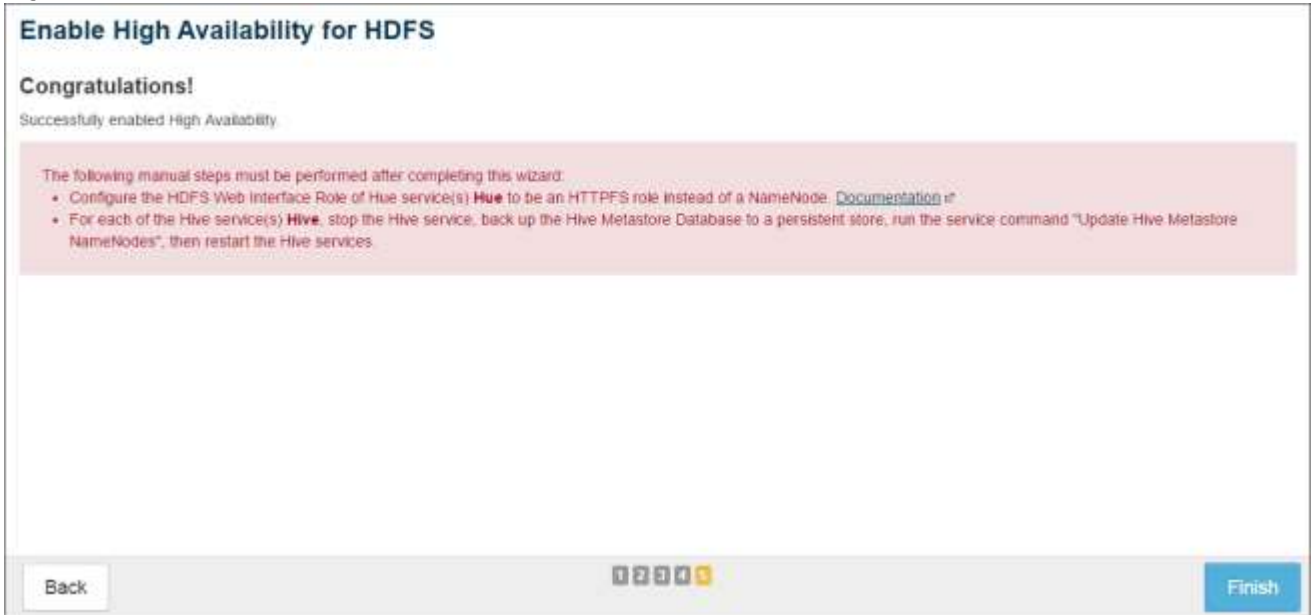 Enable High Availability for HDFS
Congratulations!
Successfully enabled High Availability.
The following manual steps must be performed after completing this wizard:
• Configure the HDFS Web Interface Role of Hue service(s) Hue to be an HTTPFS role instead of a NameNode. Documentation
• For each of the Hive service(s) Hive, stop the Hive service, back up the Hive Metastore Database to a persistent store, run the service command "Update Hive Metastore
NameNodes", then restart the Hive services.
Back
1 2 3 4 5
Finish